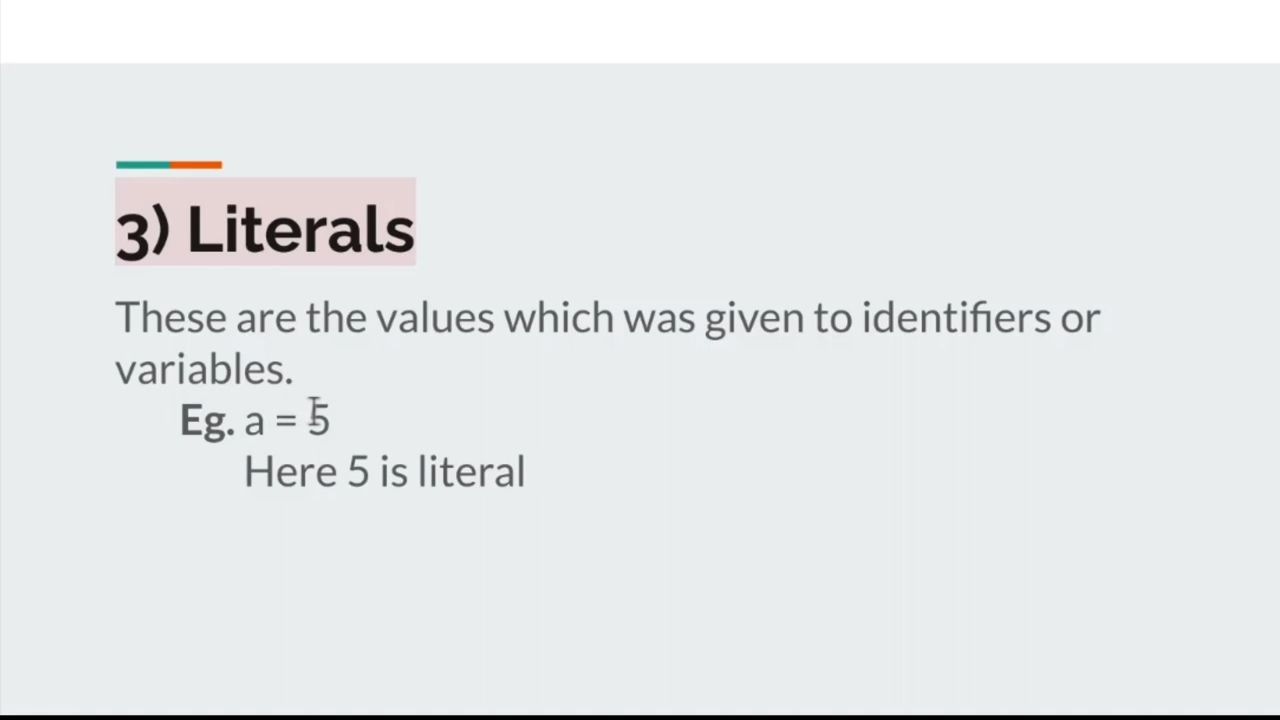 3) Literals
These are the values which was given to identifiers or
variables.
Eg. a = 5
Here 5 is literal